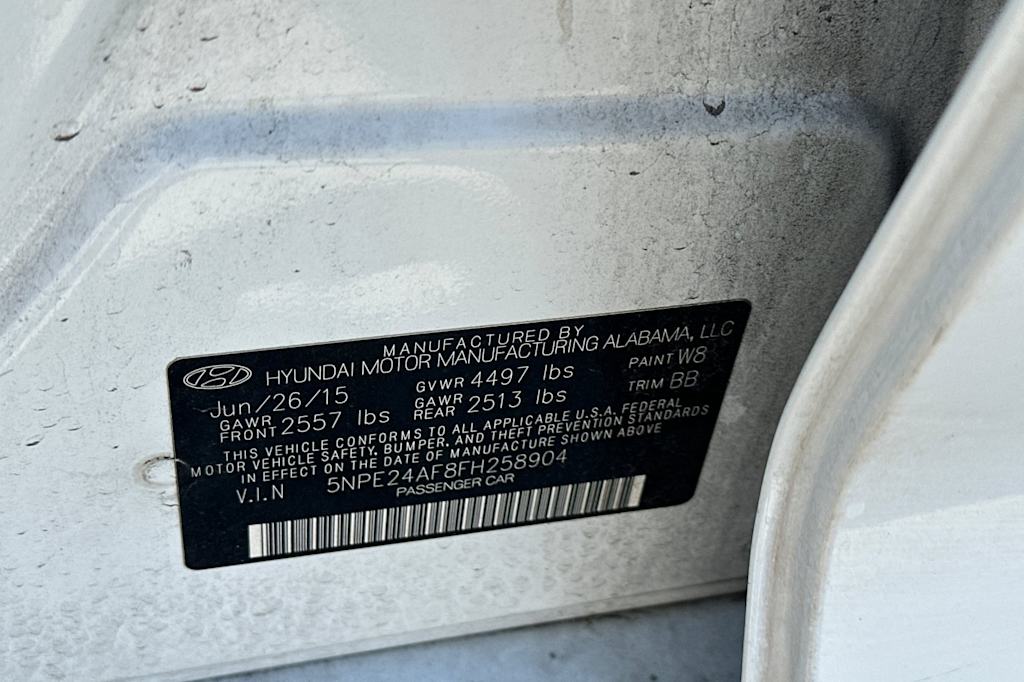 MANUFACTURED BY
HYUNDAI MOTOR MANUFACTURING ALABAMA, LLC
Jun/26/15 GVWR 4497 lbs PAINT W8
GAWR FRONT 2557 lbs GAWR REAR 2513 lbs TRIM BB
THIS VEHICLE CONFORMS TO ALL APPLICABLE U.S.A. FEDERAL
MOTOR VEHICLE SAFETY, BUMPER, AND THEFT PREVENTION STANDARDS
IN EFFECT ON THE DATE OF MANUFACTURE SHOWN ABOVE
V.I.N 5NPE24AF8FH258904
PASSENGER CAR